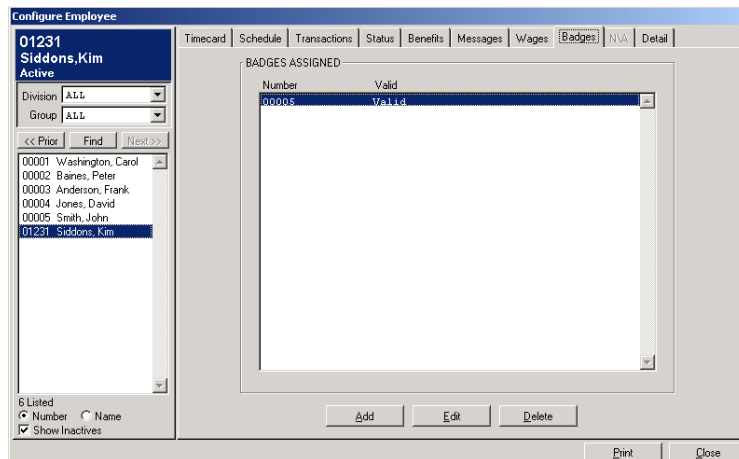 Configure Employee
01231
Siddons,Kim
Active
Division ALL
Group ALL
<< Prior Find Next >>
00001 Washington, Carol
00002 Baines, Peter
00003 Anderson, Frank
00004 Jones, David
00005 Smith, John
01231 Siddons, Kim
6 Listed
Number Name
Show Inactives
Timecard Schedule Transactions Status Benefits Messages Wages Badges N\A Detail
BADGES ASSIGNED
Number Valid
00005 Valid
Add Edit Delete
Print Close